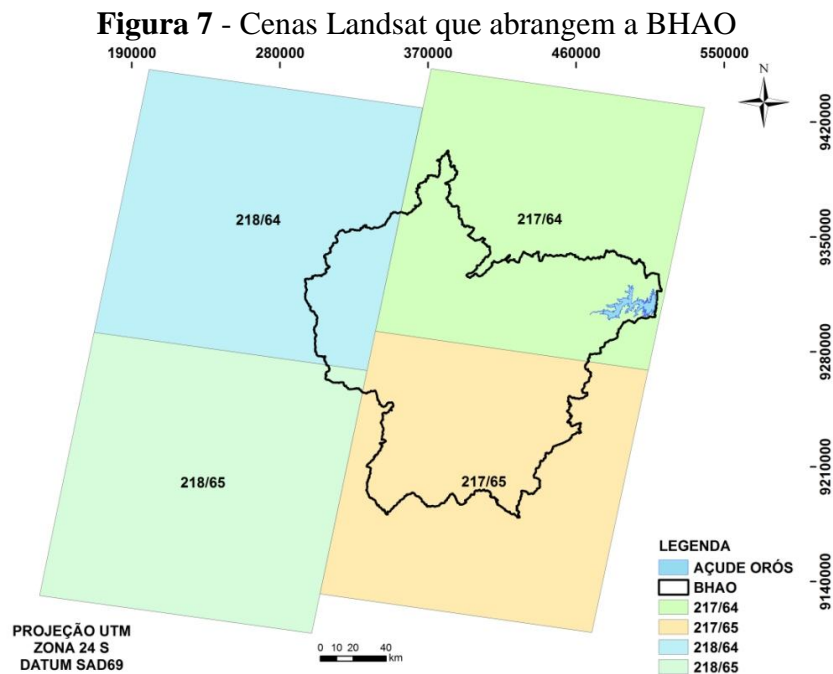 Figura 7 - Cenas Landsat que abrangem a BHAO
190000 280000 370000 460000 550000
N
9420000
218/64
217/64
9350000
9280000
218/65
217/65
9210000
9140000
LEGENDA
AÇUDE ORÓS
BHAO
217/64
217/65
218/64
218/65
PROJEÇÃO UTM
ZONA 24 S
DATUM SAD69
0 10 20 40
km